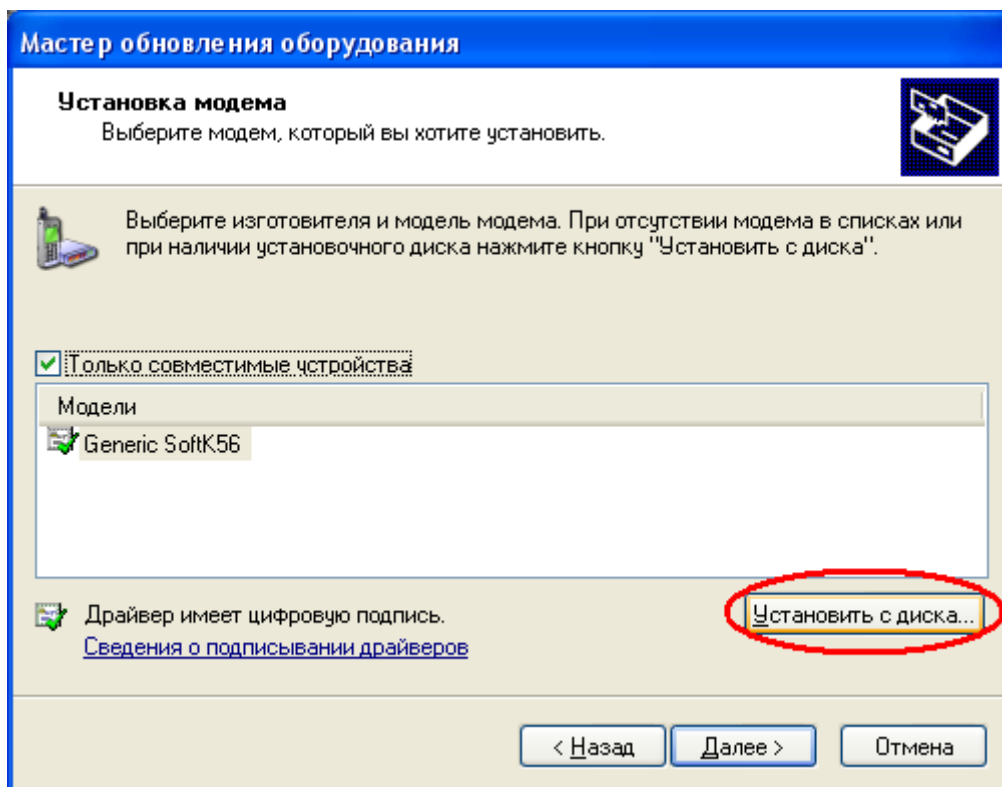 Мастер обновления оборудования
Установка модема
Выберите модем, который вы хотите установить.
Выберите изготовителя и модель модема. При отсутствии модема в списках или
при наличии установочного диска нажмите кнопку "Установить с диска".
Только совместимые устройства
Модели
Generic SoftK56
Драйвер имеет цифровую подпись.
Установить с диска...
Сведения о подписывании драйверов
< Назад
Далее >
Отмена